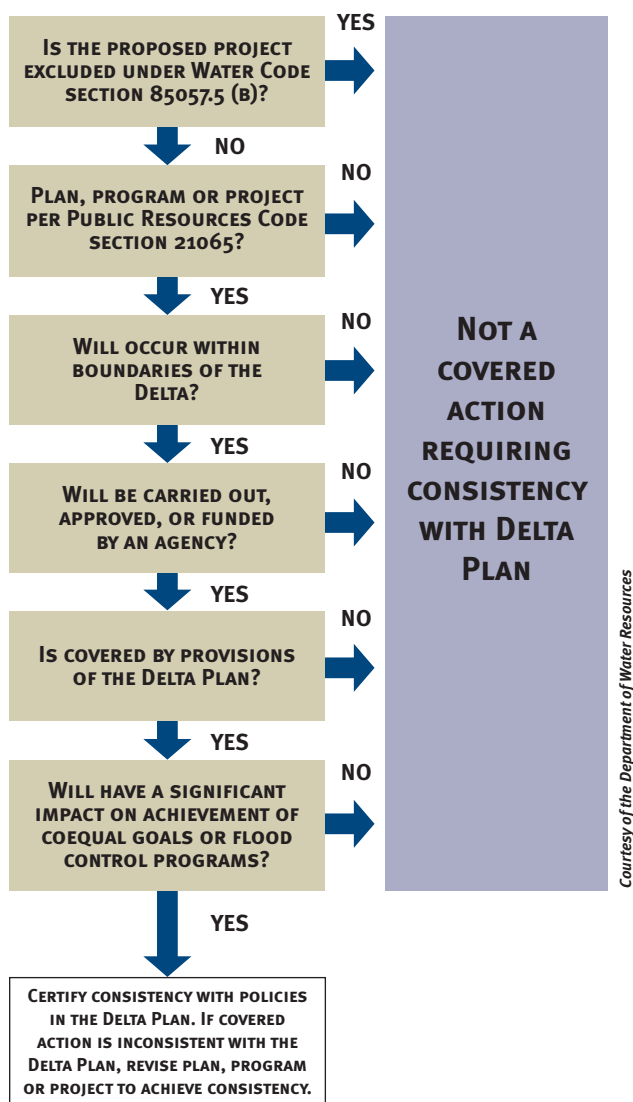 YES
Is the proposed project
excluded under Water Code
section 85057.5 (b)?
NO
NO
Plan, program or project
per Public Resources Code
section 21065?
YES
NO
Will occur within
boundaries of the
Delta?
YES
NO
Will be carried out,
approved, or funded
by an agency?
YES
NO
Is covered by provisions
of the Delta Plan?
YES
NO
Will have a significant
impact on achievement of
coequal goals or flood
control programs?
YES
Certify consistency with policies
in the Delta Plan. If covered
action is inconsistent with the
Delta Plan, revise plan, program
or project to achieve consistency.
Not a
covered
action
requiring
consistency
with Delta
Plan
Courtesy of the Department of Water Resources